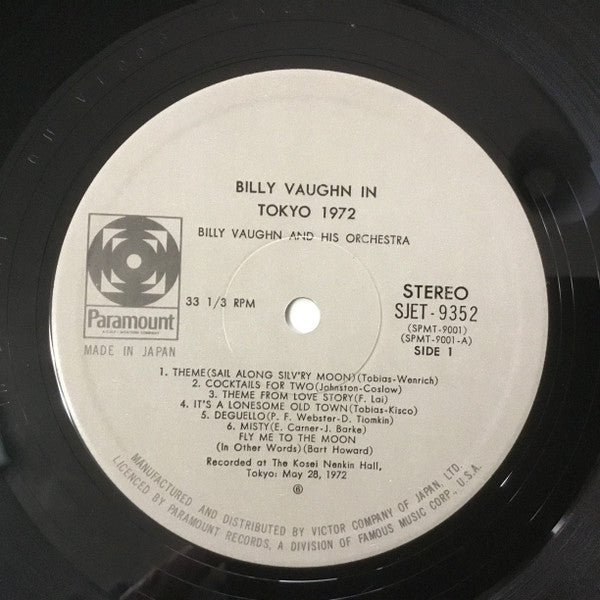 BILLY VAUGHN IN
TOKYO 1972
BILLY VAUGHN AND HIS ORCHESTRA
33 1/3 RPM
STEREO
SJET-9352
(SPMT-9001)
(SPMT-9001-A)
SIDE 1
Paramount
MADE IN JAPAN
1. THEME(SAIL ALONG SILV'RY MOON)(Tobias-Wenrich)
2. COCKTAILS FOR TWO(Johnston-Coslow)
3. THEME FROM LOVE STORY(F. Lai)
4. IT'S A LONESOME OLD TOWN(Tobias-Kisco)
5. DEGUELLO(P. F. Webster-D. Tiomkin)
6. MISTY(E. Carner-J. Barke)
FLY ME TO THE MOON
(In Other Words)(Bart Howard)
Recorded at The Kosei Nenkin Hall,
Tokyo: May 28, 1972
MANUFACTURED AND DISTRIBUTED BY VICTOR COMPANY OF JAPAN, LTD.
LICENCED BY PARAMOUNT RECORDS, A DIVISION OF FAMOUS MUSIC CORP., U.S.A.